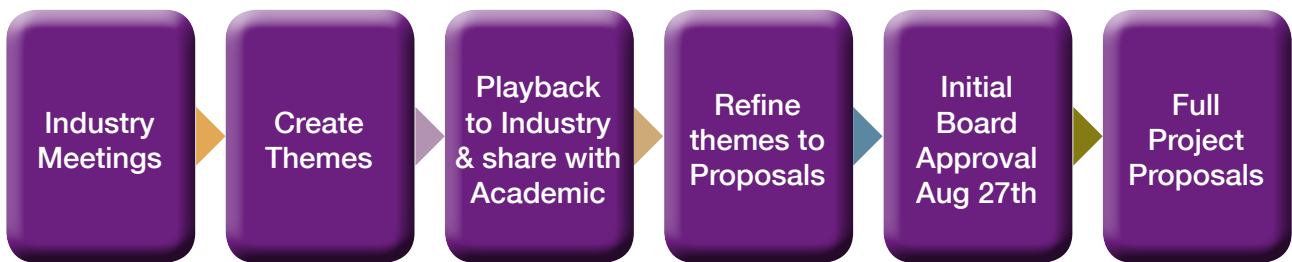 Industry
Meetings
Create
Themes
Playback
to Industry
& share with
Academic
Refine
themes to
Proposals
Initial
Board
Approval
Aug 27th
Full
Project
Proposals